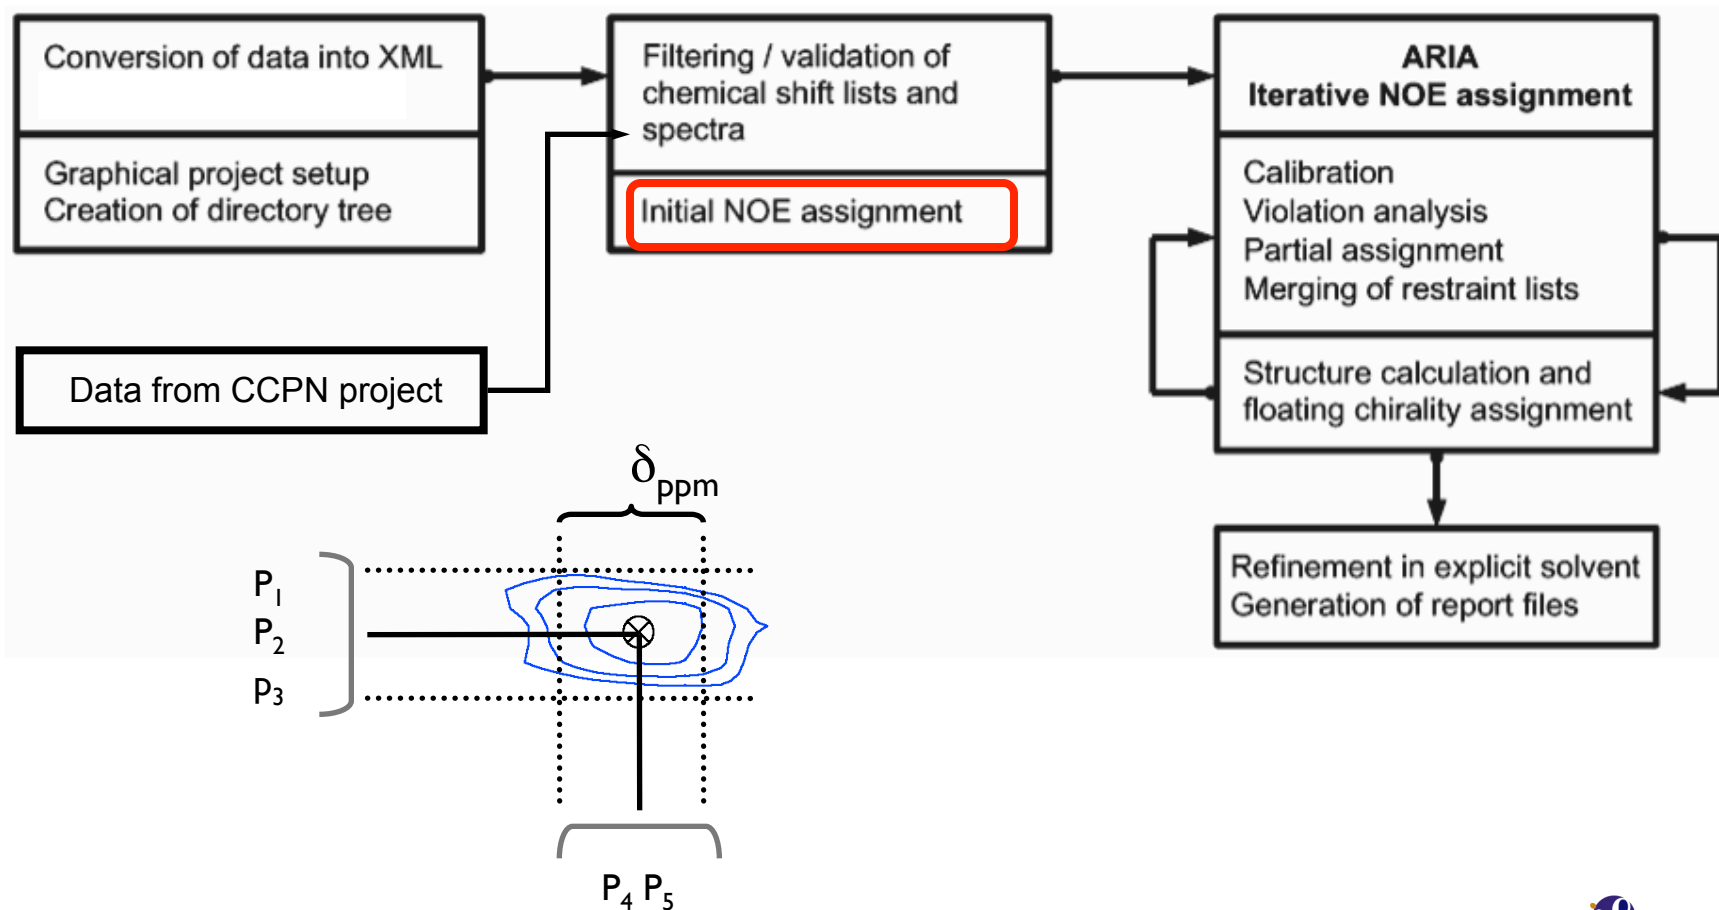 Conversion of data into XML
Graphical project setup
Creation of directory tree
Data from CCPN project
Filtering / validation of
chemical shift lists and
spectra
Initial NOE assignment
ARIA
Iterative NOE assignment
Calibration
Violation analysis
Partial assignment
Merging of restraint lists
Structure calculation and
floating chirality assignment
Refinement in explicit solvent
Generation of report files
δppm
P1
P2
P3
P4 P5